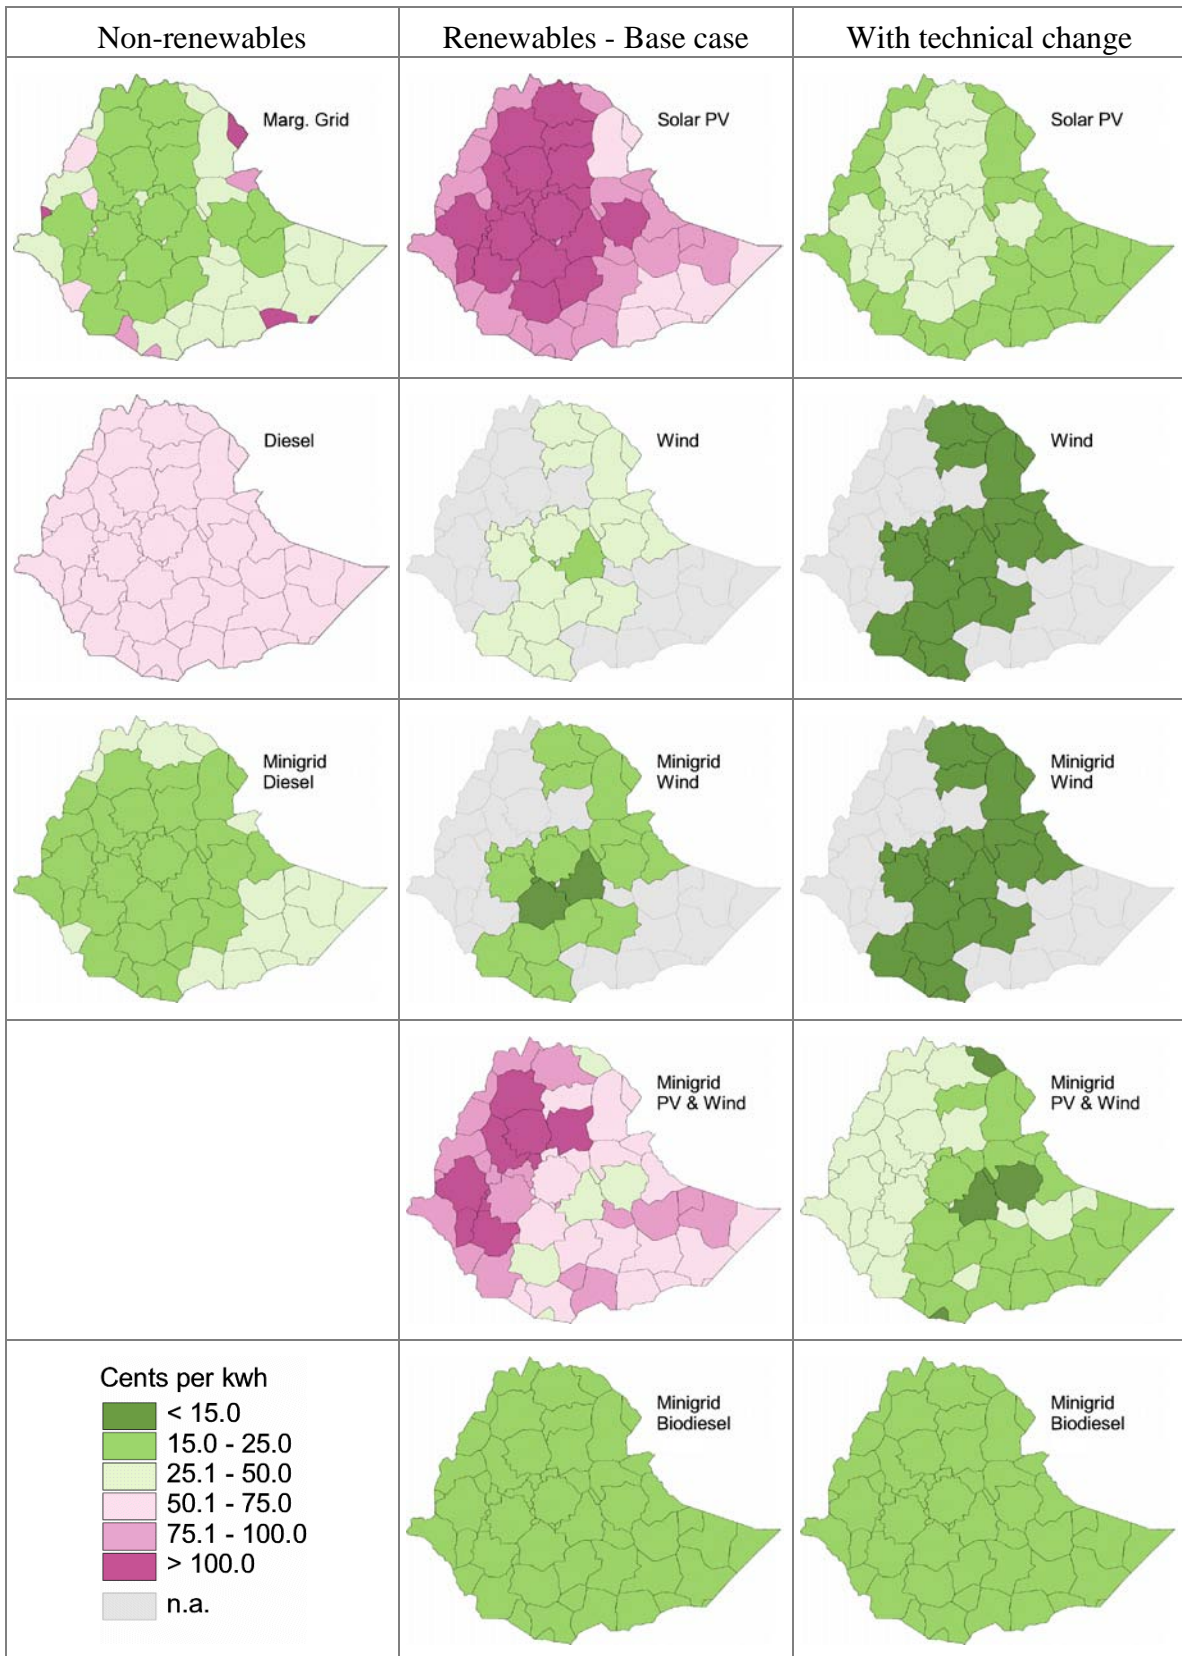 Non-renewables
Renewables - Base case
With technical change
Marg. Grid
Solar PV
Solar PV
Diesel
Wind
Wind
Minigrid
Diesel
Minigrid
Wind
Minigrid
Wind
Minigrid
PV & Wind
Minigrid
PV & Wind
Cents per kwh
< 15.0
15.0 - 25.0
25.1 - 50.0
50.1 - 75.0
75.1 - 100.0
> 100.0
n.a.
Minigrid
Biodiesel
Minigrid
Biodiesel